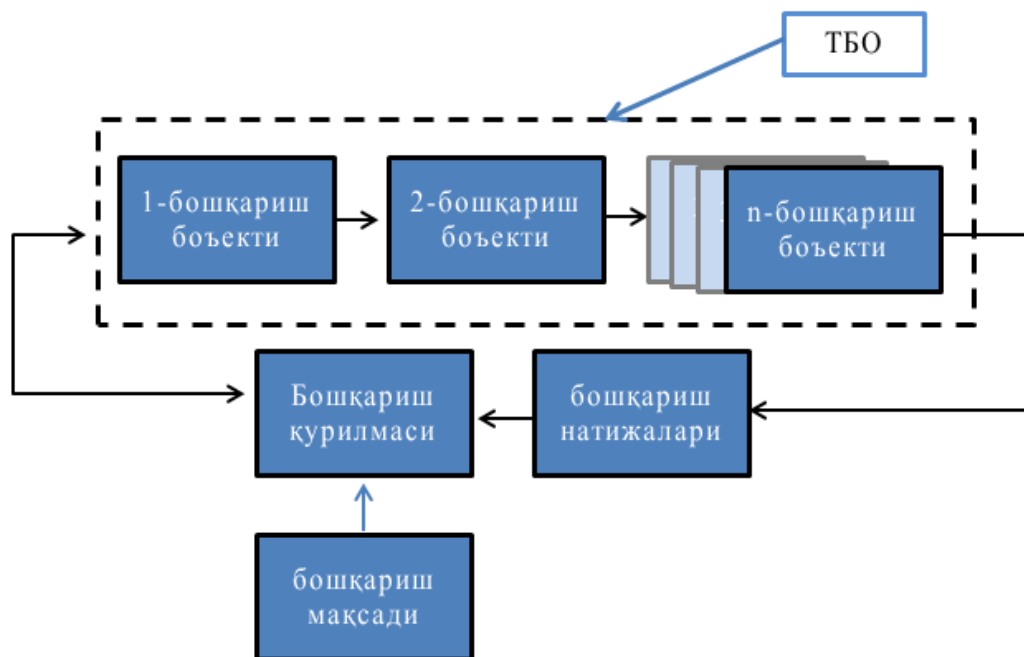 ТБО
1-бошқариш
боъекти
2-бошқариш
боъекти
n-бошқариш
боъекти
Бошқариш
қурилмаси
бошқариш
натижалари
бошқариш
мақсади